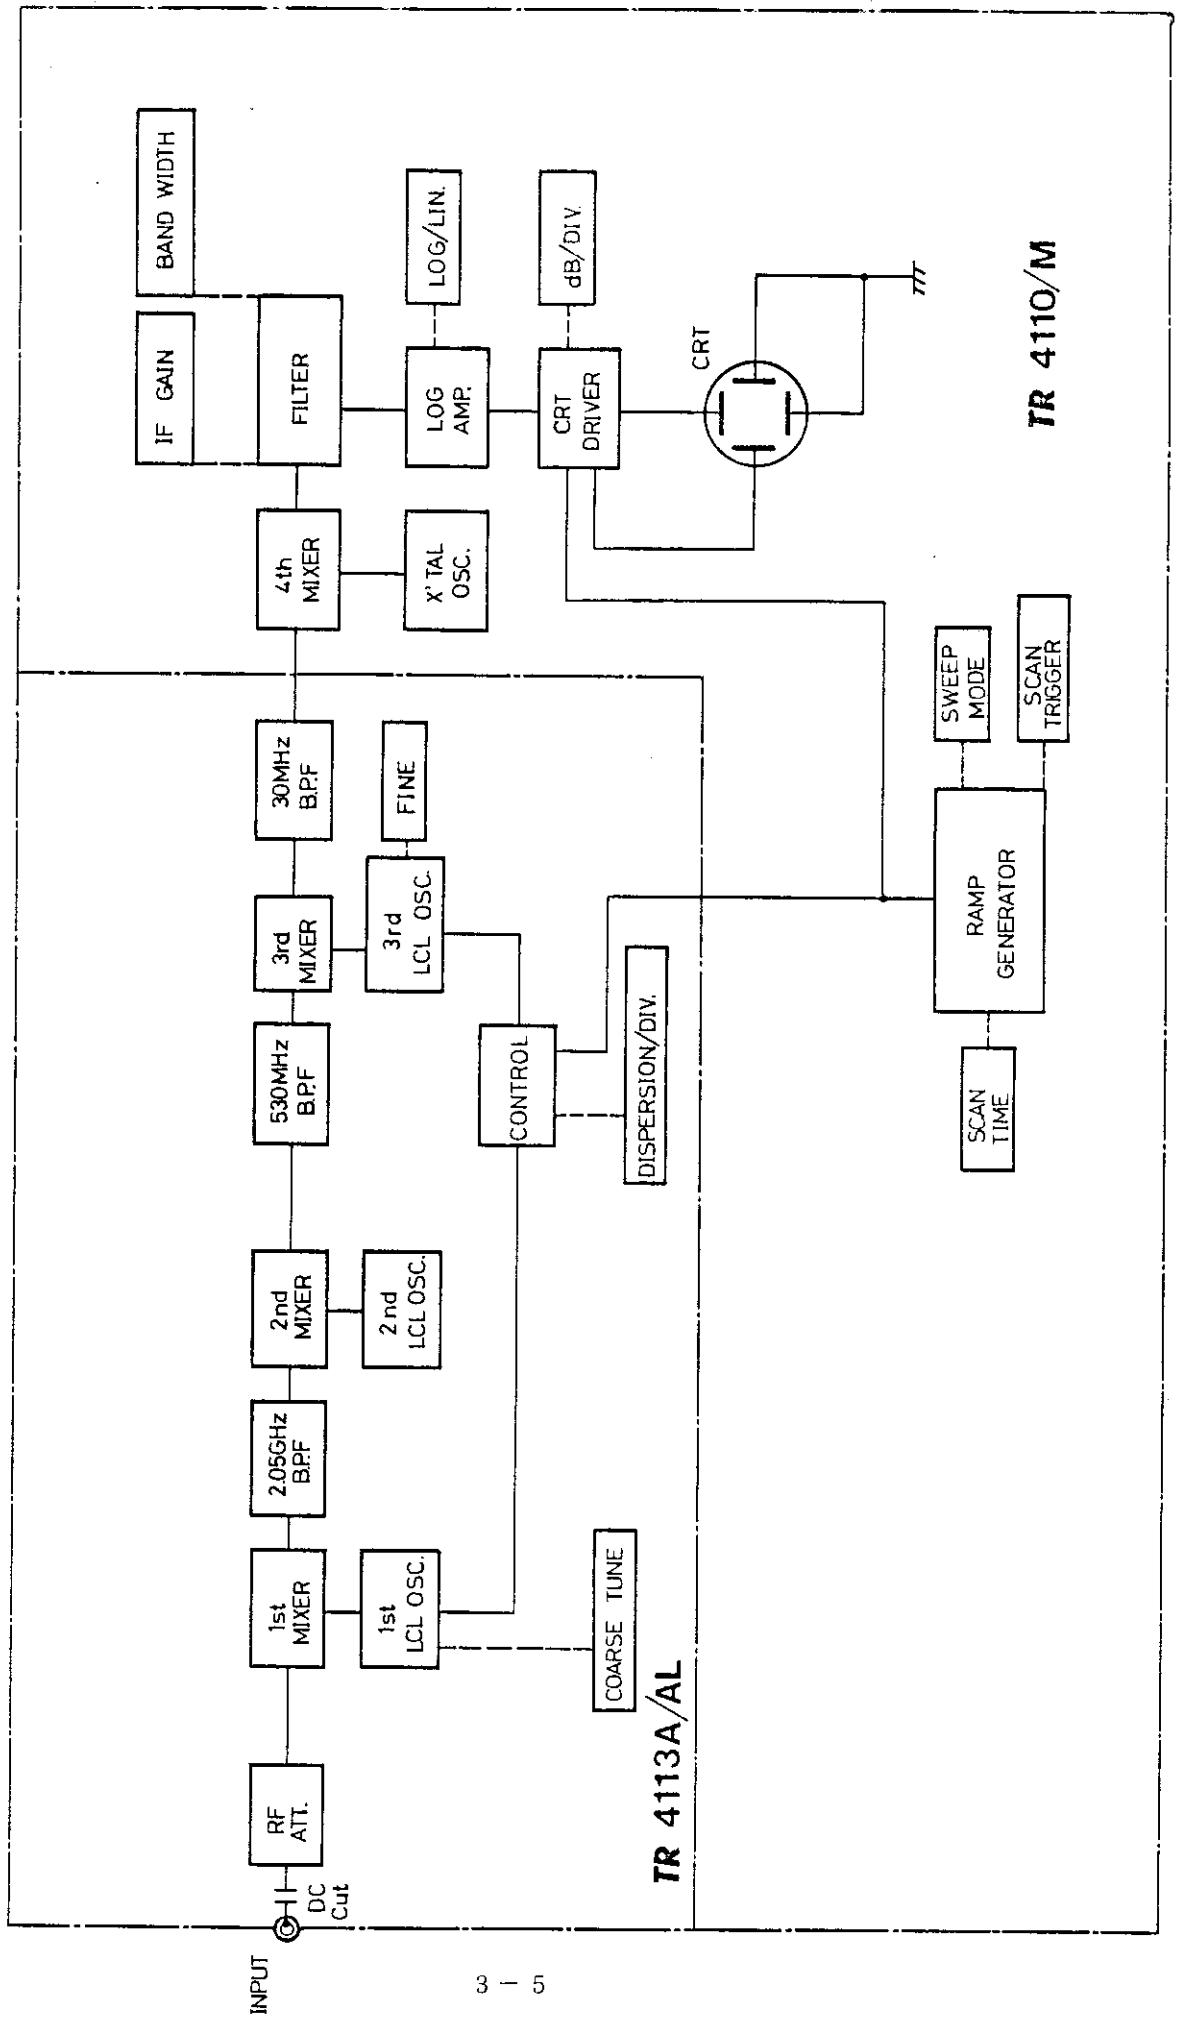 INPUT
DC
Cut
RF
ATT.
1st
MIXER
2.05GHz
B.P.F
2nd
MIXER
530MHz
B.P.F
3rd
MIXER
30MHz
B.P.F
4th
MIXER
FILTER
IF GAIN
BAND WIDTH
1st
LCL OSC.
2nd
LCL OSC.
3rd
LCL OSC.
FINE
X'TAL
OSC.
LOG
AMP.
LOG/LIN.
COARSE TUNE
CONTROL
DISPERSION/DIV.
CRT
DRIVER
dB/DIV.
CRT
TR 4113A/AL
TR 4110/M
SCAN
TIME
RAMP
GENERATOR
SWEEP
MODE
SCAN
TRIGGER
3 - 5